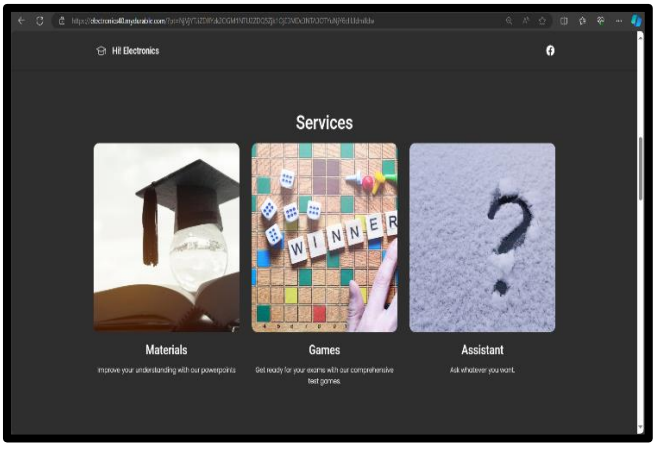 Hi! Electronics
Services
WINNER
Materials
Games
Assistant
Improve your understanding with our powerpoints
Get ready for your exams with our comprehensive
test games.
Ask whatever you want.